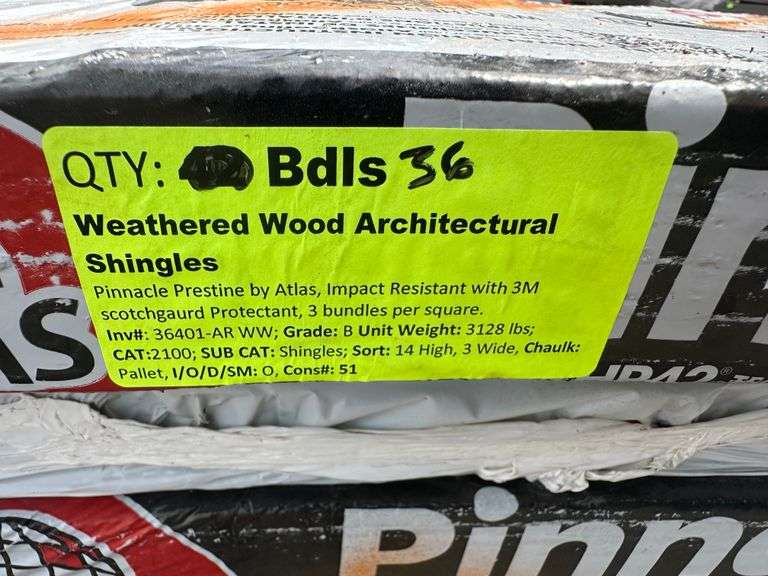 QTY: Bdls 36
Weathered Wood Architectural
Shingles
Pinnacle Prestine by Atlas, Impact Resistant with 3M
scotchgaurd Protectant, 3 bundles per square.
Inv#: 36401-AR WW; Grade: B Unit Weight: 3128 lbs;
CAT:2100; SUB CAT: Shingles; Sort: 14 High, 3 Wide, Chaulk:
Pallet, I/O/D/SM: O, Cons#: 51
AS
HP42®
Pinn